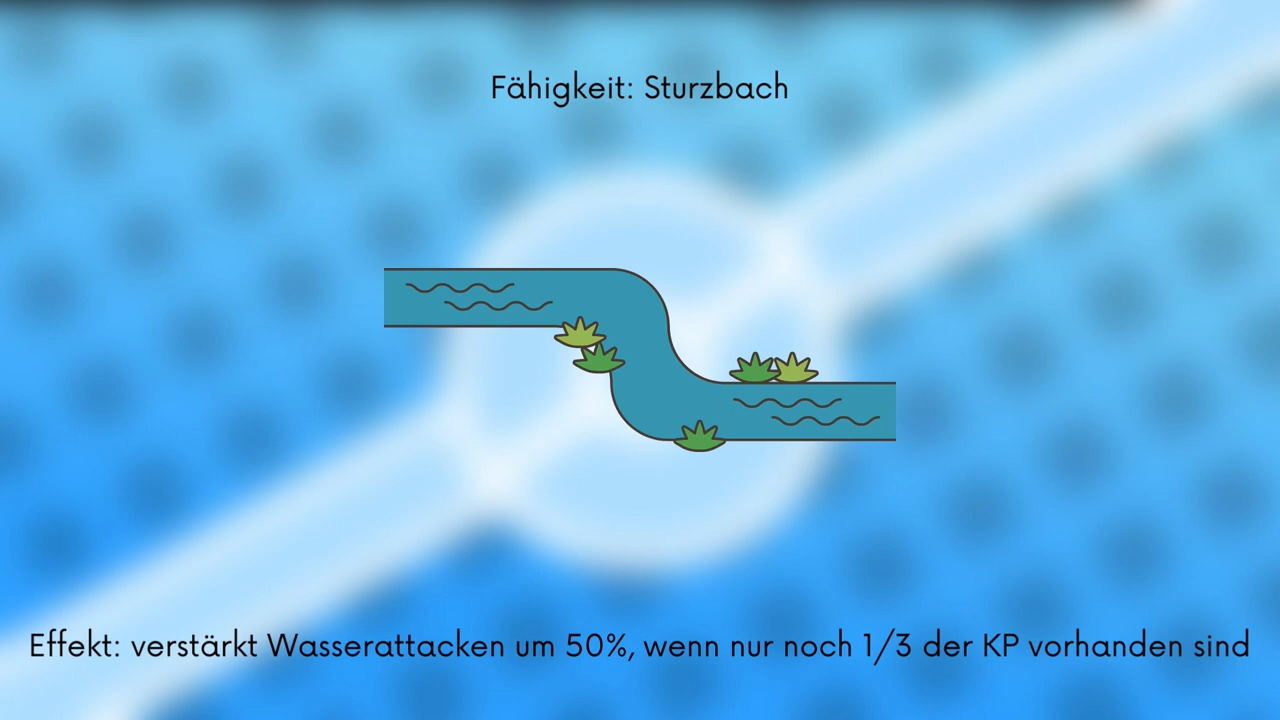 Fähigkeit: Sturzbach
Effekt: verstärkt Wasserattacken um 50%, wenn nur noch 1/3 der KP vorhanden sind